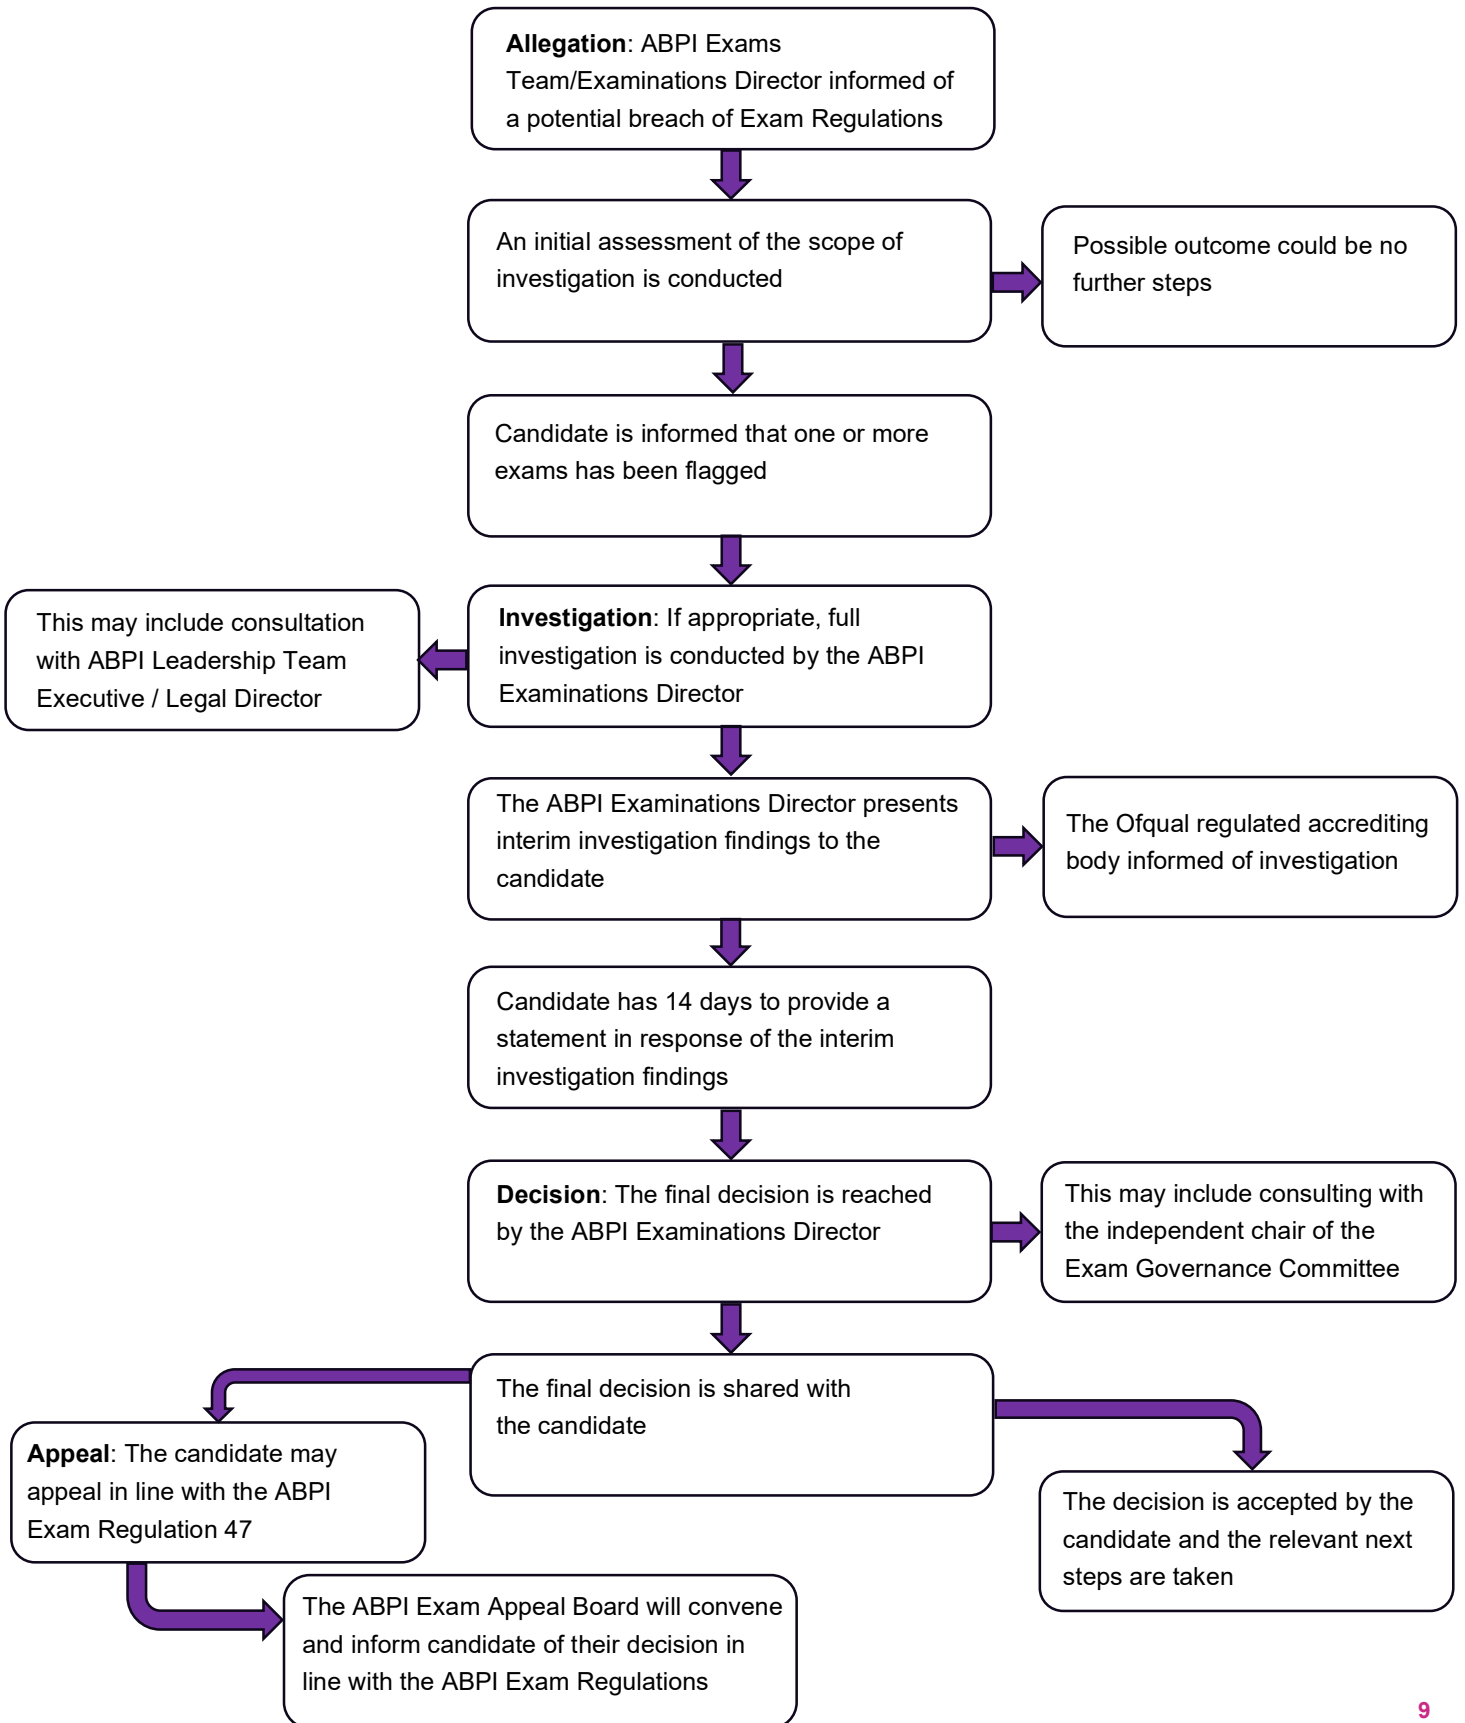 Allegation: ABPI Exams
Team/Examinations Director informed of
a potential breach of Exam Regulations
An initial assessment of the scope of
investigation is conducted
Possible outcome could be no
further steps
Candidate is informed that one or more
exams has been flagged
Investigation: If appropriate, full
investigation is conducted by the ABPI
Examinations Director
This may include consultation
with ABPI Leadership Team
Executive / Legal Director
The ABPI Examinations Director presents
interim investigation findings to the
candidate
The Ofqual regulated accrediting
body informed of investigation
Candidate has 14 days to provide a
statement in response of the interim
investigation findings
Decision: The final decision is reached
by the ABPI Examinations Director
This may include consulting with
the independent chair of the
Exam Governance Committee
The final decision is shared with
the candidate
Appeal: The candidate may
appeal in line with the ABPI
Exam Regulation 47
The decision is accepted by the
candidate and the relevant next
steps are taken
The ABPI Exam Appeal Board will convene
and inform candidate of their decision in
line with the ABPI Exam Regulations
9